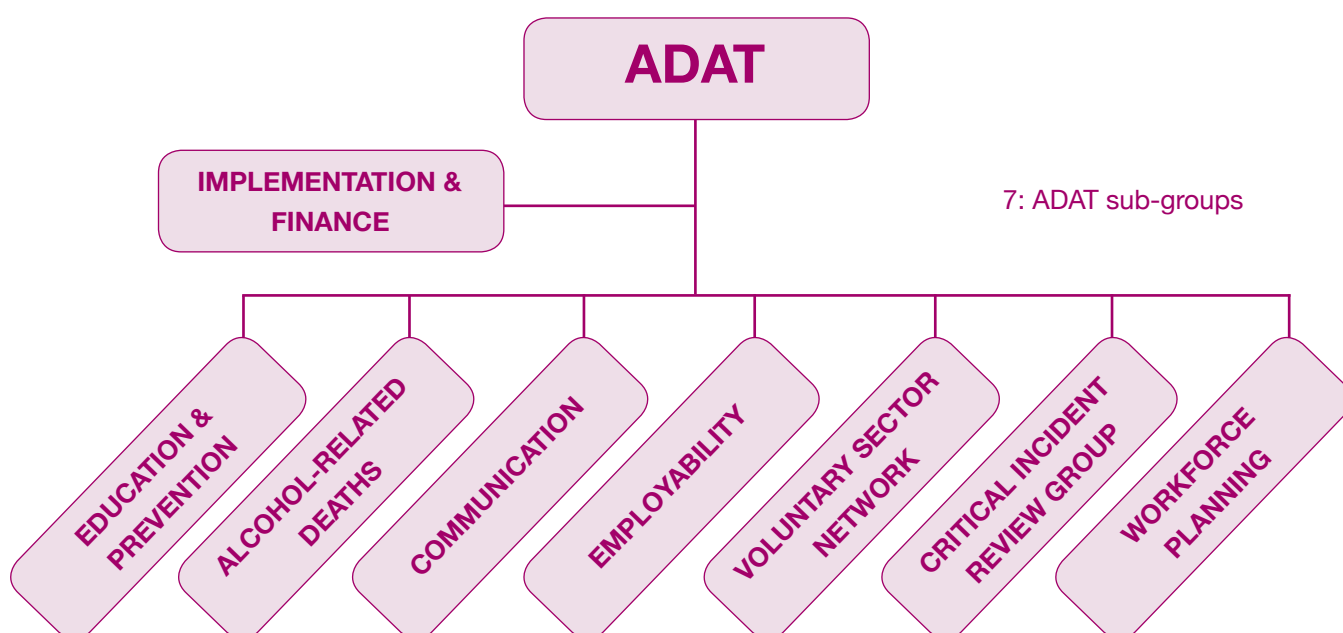 ADAT
IMPLEMENTATION &
FINANCE
7: ADAT sub-groups
EDUCATION &
PREVENTION
ALCOHOL-RELATED
DEATHS
COMMUNICATION
EMPLOYABILITY
VOLUNTARY SECTOR
NETWORK
CRITICAL INCIDENT
REVIEW GROUP
WORKFORCE
PLANNING